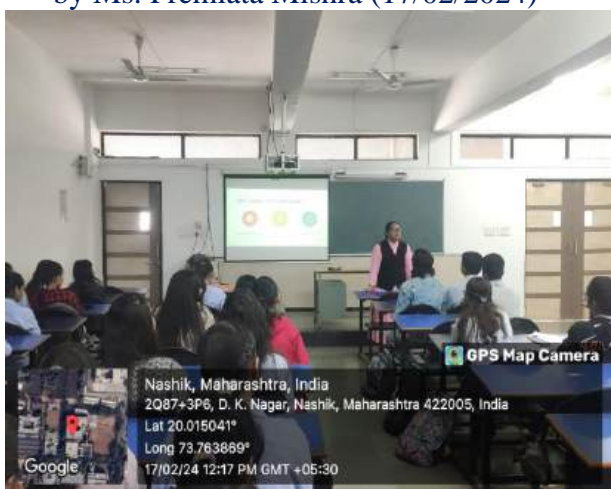 by Ms. Premlata Mishra (17/02/2024)
GPS Map Camera
Nashik, Maharashtra, India
2Q87+3P6, D. K. Nagar, Nashik, Maharashtra 422005, India
Lat 20.015041°
Long 73.763869°
17/02/24 12:17 PM GMT +05:30
Google